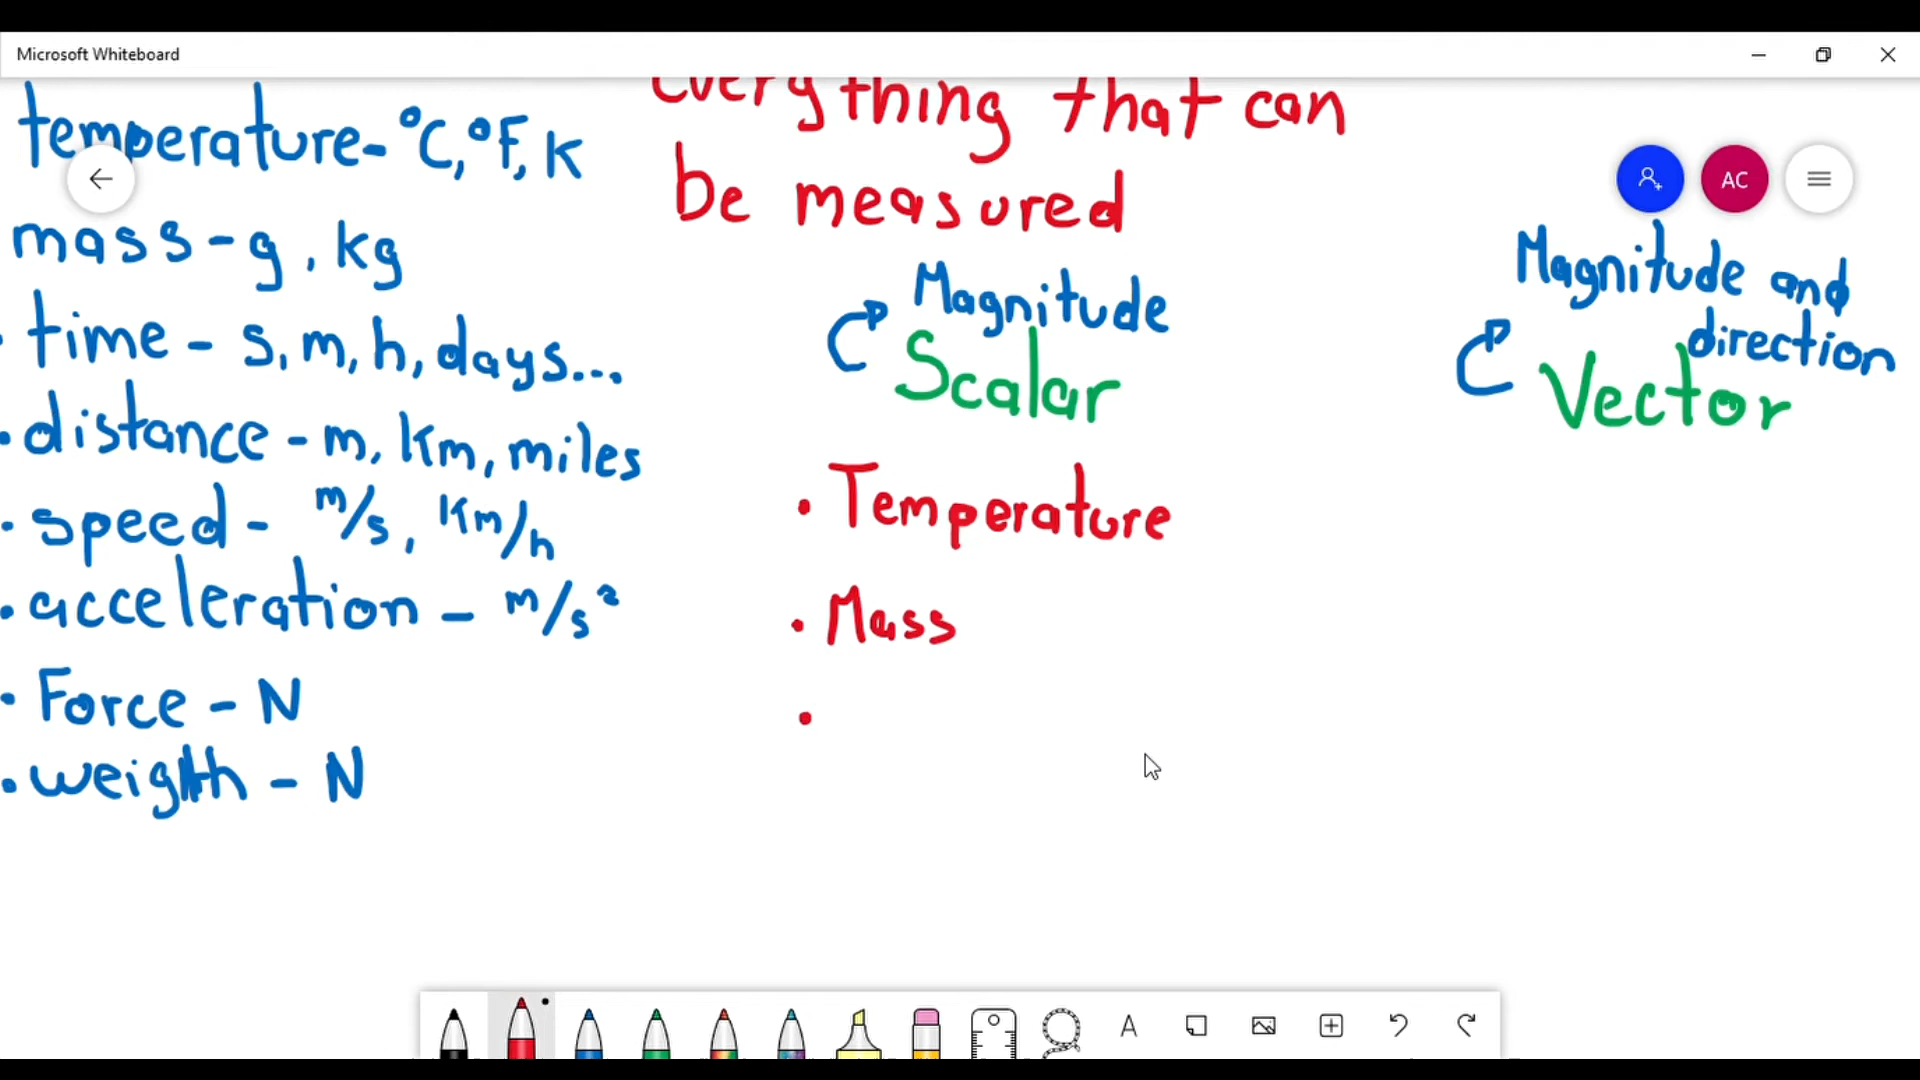 Microsoft Whiteboard
temperature- °C,°F, K
mass - g , kg
· time - s, m, h, days...
· distance - m, Km, miles
· speed - m/s, Km/h
· acceleration - m/s²
· Force - N
· weigth - N
Everything that can
be measured
Magnitude
Scalar
· Temperature
· Mass
·
AC
Magnitude and
direction
Vector
A